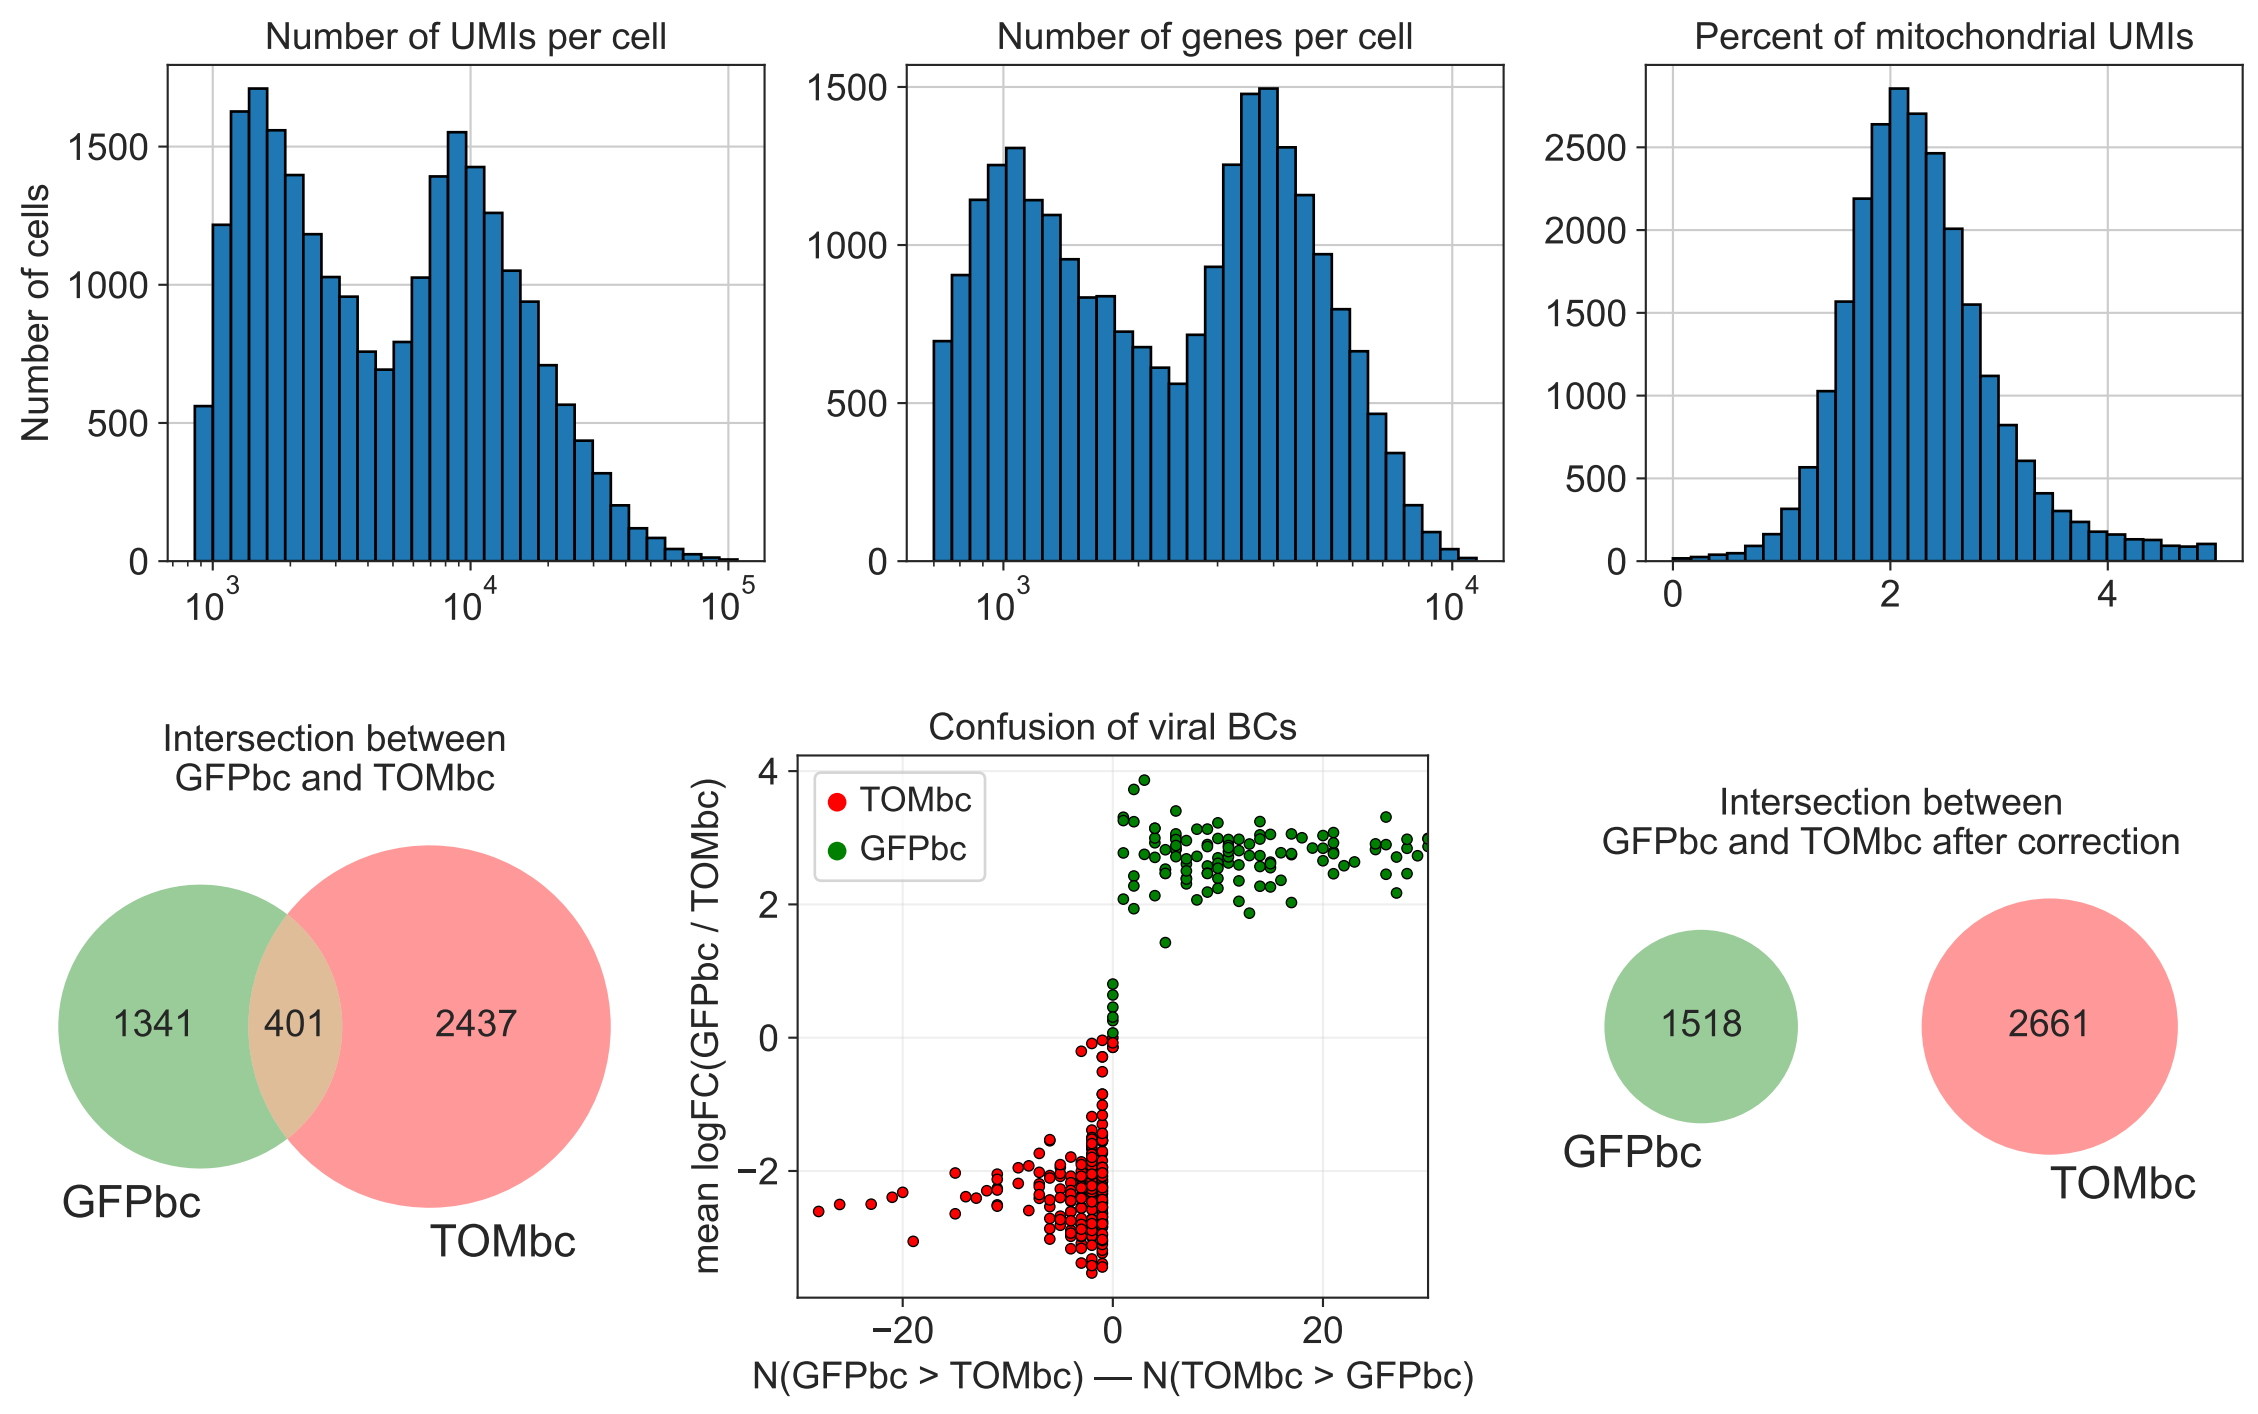 Number of UMIs per cell
Number of cells
0
500
1000
1500
10^3
10^4
10^5
Number of genes per cell
0
500
1000
1500
10^3
10^4
Percent of mitochondrial UMIs
0
500
1000
1500
2000
2500
0
2
4
Intersection between
GFPbc and TOMbc
1341
401
2437
GFPbc
TOMbc
Confusion of viral BCs
mean logFC(GFPbc / TOMbc)
4
2
0
−2
TOMbc
GFPbc
−20
0
20
N(GFPbc > TOMbc) — N(TOMbc > GFPbc)
Intersection between
GFPbc and TOMbc after correction
1518
2661
GFPbc
TOMbc